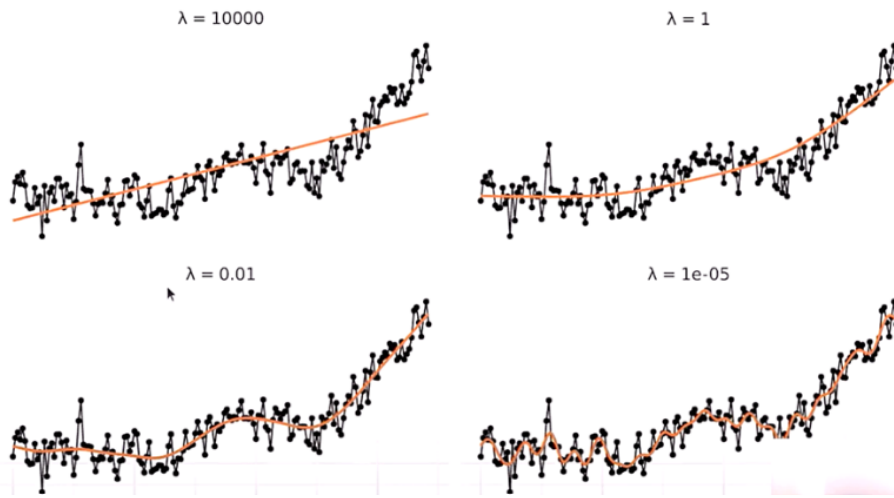 λ = 10000
λ = 1
λ = 0.01
λ = 1e-05